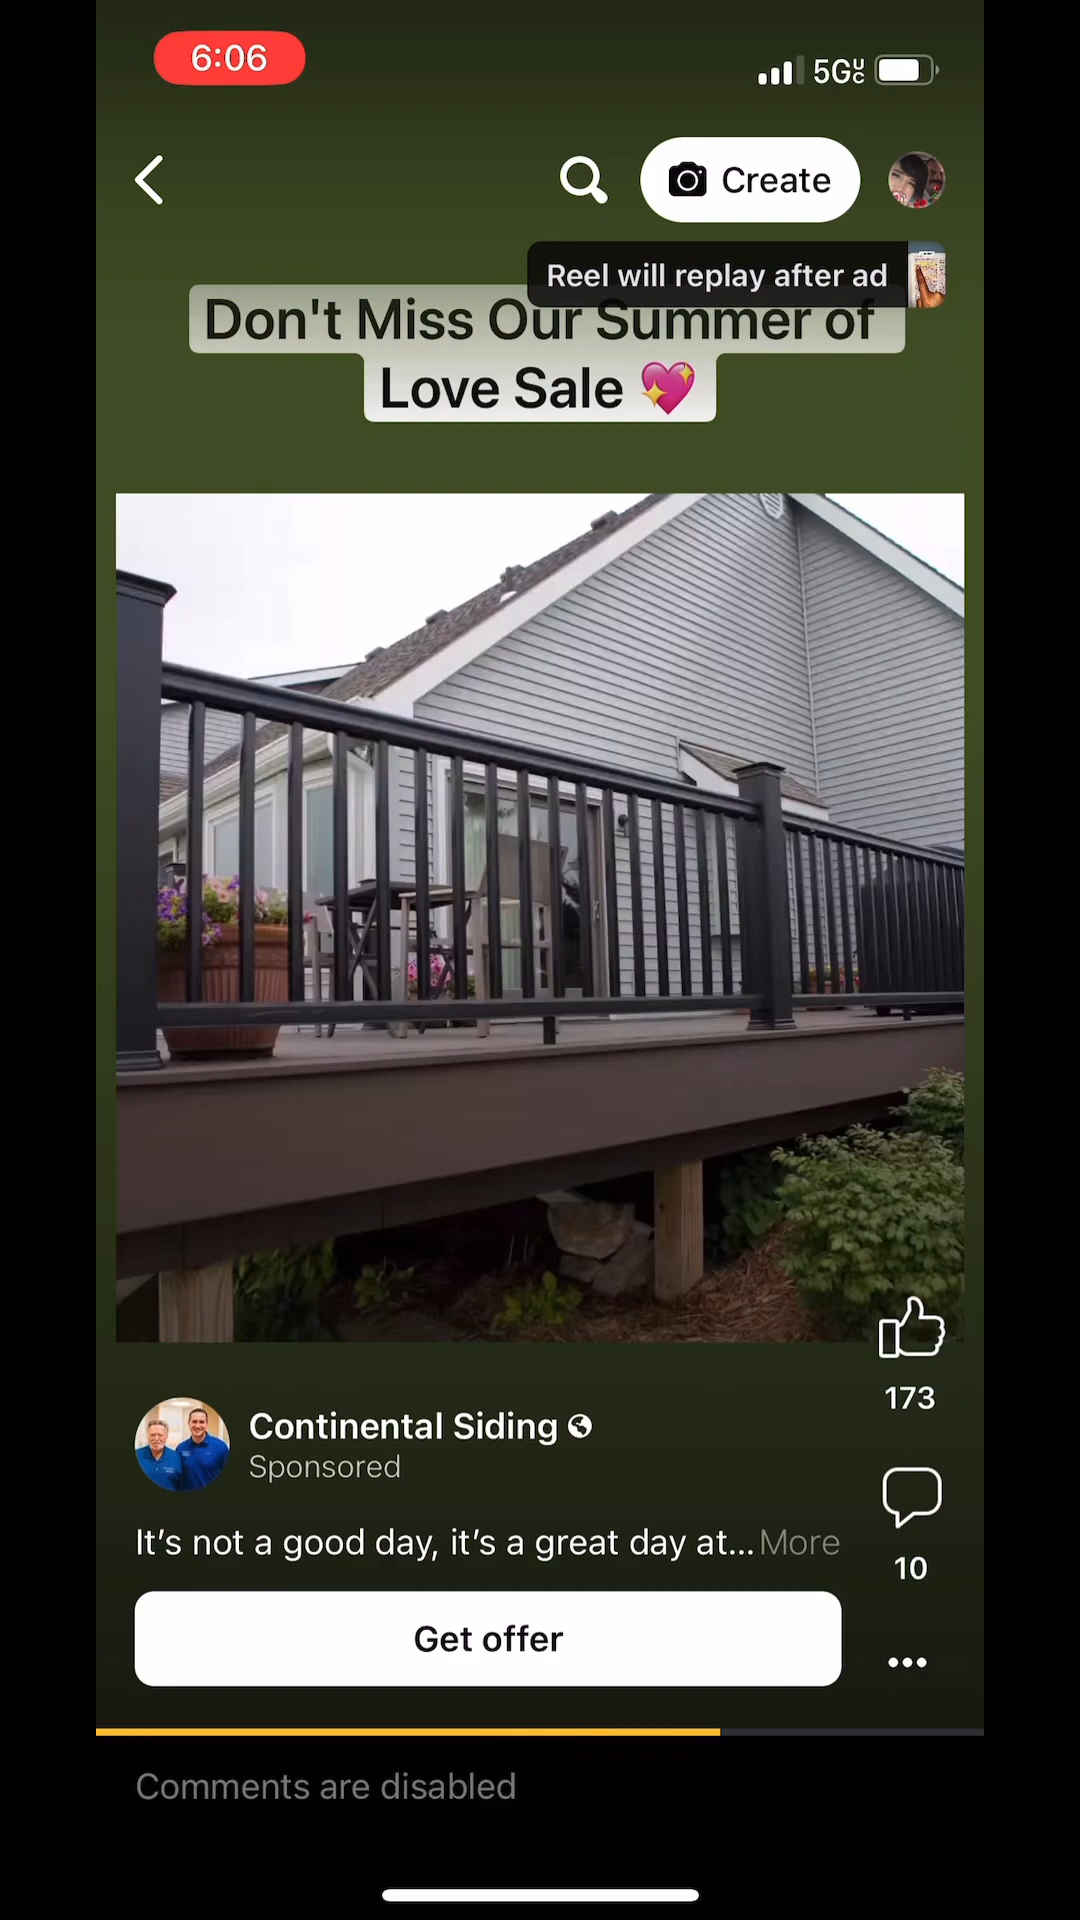 6:06
5GUC
Create
Reel will replay after ad
Don't Miss Our Summer of
Love Sale 💖
173
Continental Siding
Sponsored
10
It’s not a good day, it’s a great day at... More
Get offer
Comments are disabled